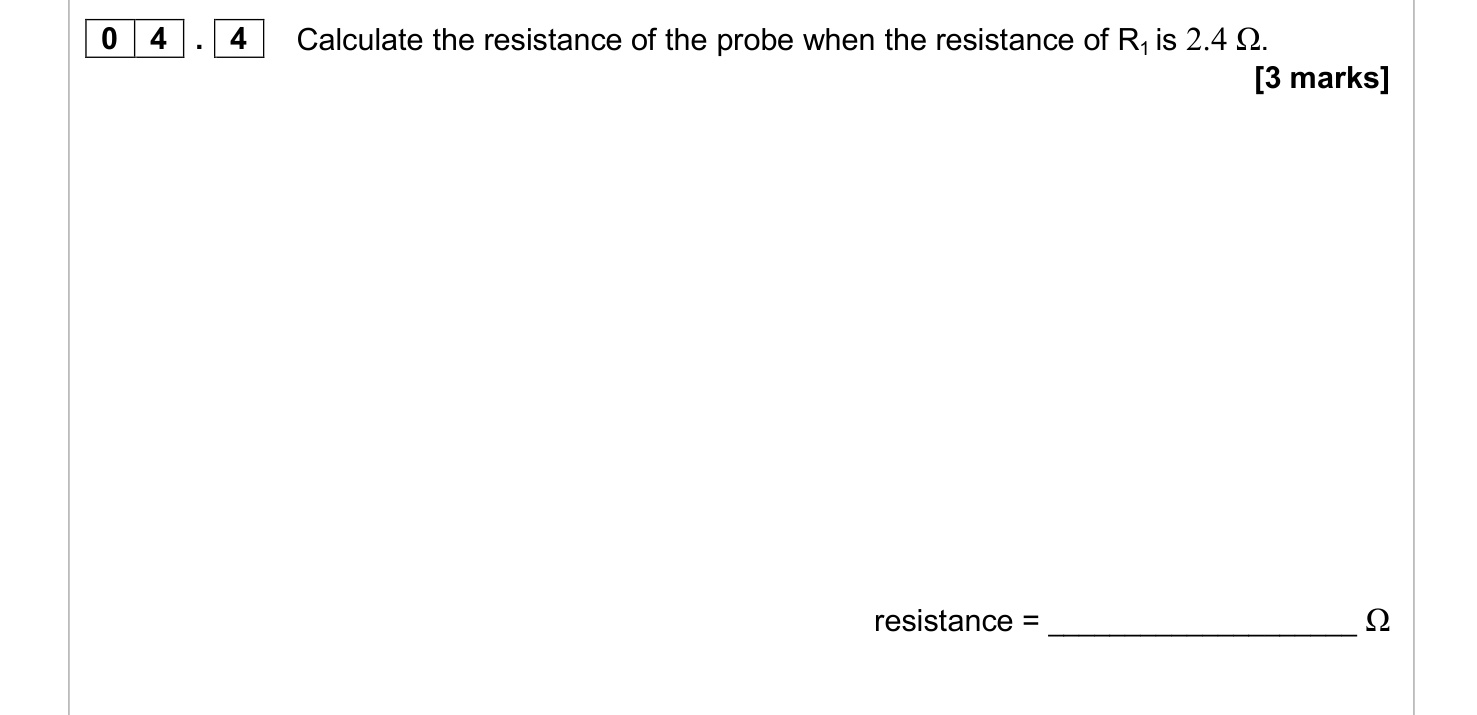 0 4 . 4 Calculate the resistance of the probe when the resistance of R₁ is 2.4 Ω.
[3 marks]
resistance = ____________________ Ω